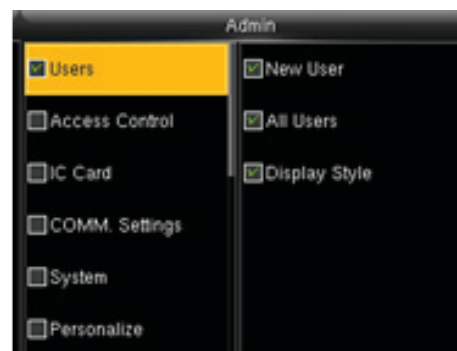 Admin
Users
Access Control
IC Card
COMM. Settings
System
Personalize
New User
All Users
Display Style